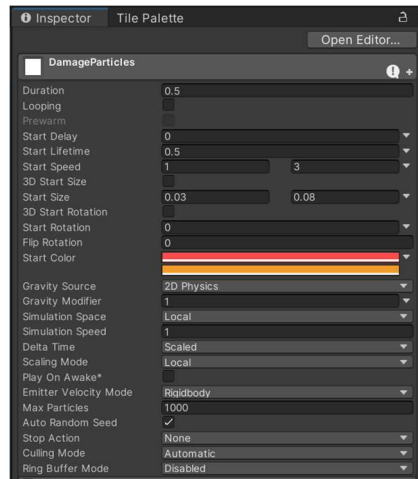 Inspector Tile Palette
Open Editor...
DamageParticles
Duration 0.5
Looping
Prewarm
Start Delay 0
Start Lifetime 0.5
Start Speed 1 3
3D Start Size
Start Size 0.03 0.08
3D Start Rotation
Start Rotation 0
Flip Rotation 0
Start Color
Gravity Source 2D Physics
Gravity Modifier 1
Simulation Space Local
Simulation Speed 1
Delta Time Scaled
Scaling Mode Local
Play On Awake*
Emitter Velocity Mode Rigidbody
Max Particles 1000
Auto Random Seed
Stop Action None
Culling Mode Automatic
Ring Buffer Mode Disabled